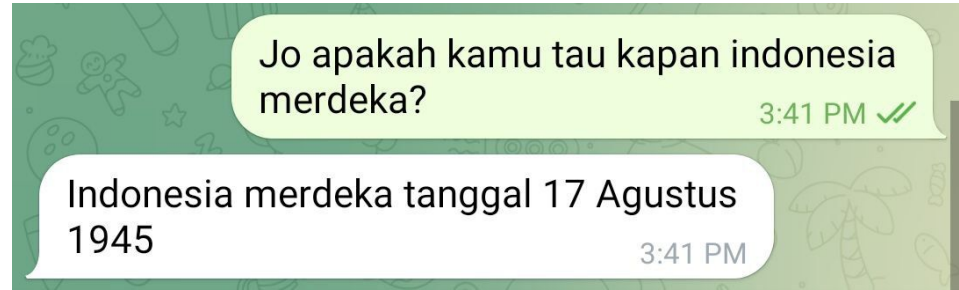 Jo apakah kamu tau kapan indonesia
merdeka?
3:41 PM
Indonesia merdeka tanggal 17 Agustus
1945
3:41 PM